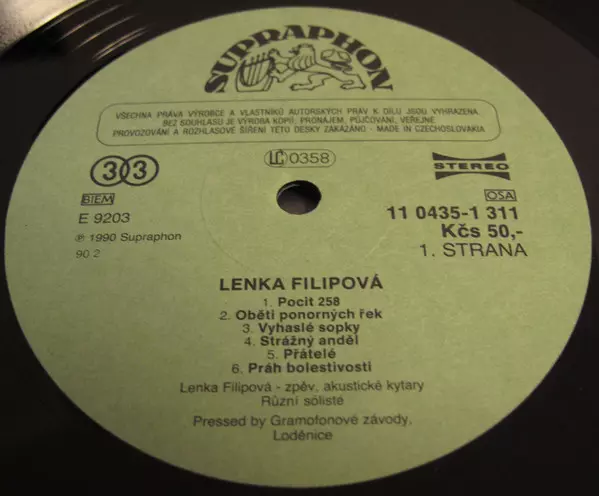 SUPRAPHON
VŠECHNA PRÁVA VÝROBCE A VLASTNÍKŮ AUTORSKÝCH PRÁV K DÍLU JSOU VYHRAZENA.
BEZ SOUHLASU JE VÝROBA KOPIÍ, PRONÁJEM, PŮJČOVÁNÍ, VEŘEJNÉ
PROVOZOVÁNÍ A ROZHLASOVÉ ŠÍŘENÍ TÉTO DESKY ZAKÁZÁNO - MADE IN CZECHOSLOVAKIA
33
LC 0358
STEREO
BIEM
OSA
E 9203
11 0435-1 311
Kčs 50,-
℗ 1990 Supraphon
1. STRANA
90 2
LENKA FILIPOVÁ
1. Pocit 258
2. Oběti ponorných řek
3. Vyhaslé sopky
4. Strážný anděl
5. Přátelé
6. Práh bolestivosti
Lenka Filipová - zpěv, akustické kytary
Různí sólisté
Pressed by Gramofonové závody,
Loděnice